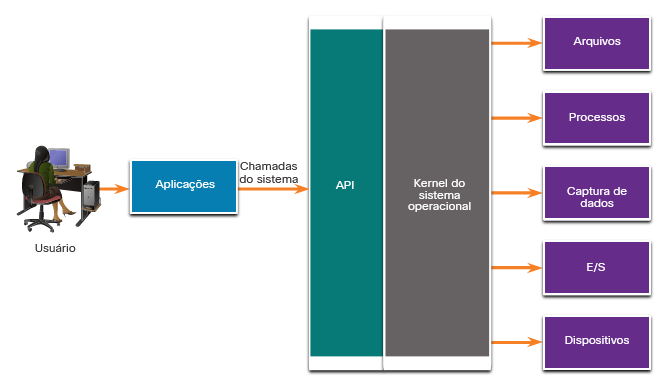 Usuário
Aplicações
Chamadas
do sistema
API
Kernel do
sistema
operacional
Arquivos
Processos
Captura de
dados
E/S
Dispositivos